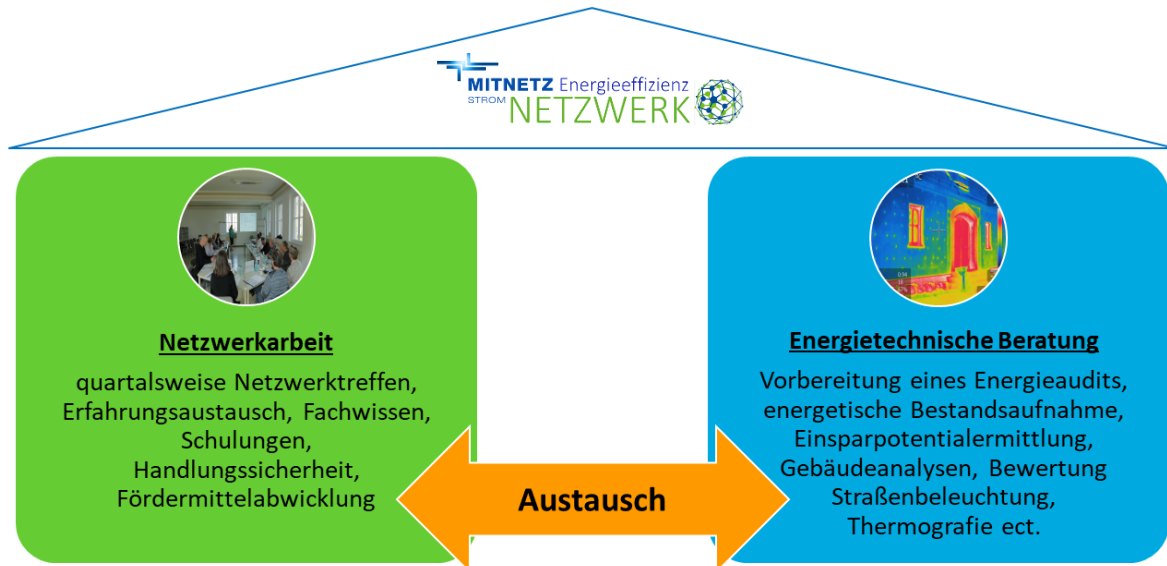 MITNETZ Energieeffizienz
STROM NETZWERK
Netzwerkarbeit
quartalsweise Netzwerktreffen,
Erfahrungsaustausch, Fachwissen,
Schulungen,
Handlungssicherheit,
Fördermittelabwicklung
Austausch
Energietechnische Beratung
Vorbereitung eines Energieaudits,
energetische Bestandsaufnahme,
Einsparpotentialermittlung,
Gebäudeanalysen, Bewertung
Straßenbeleuchtung,
Thermografie ect.